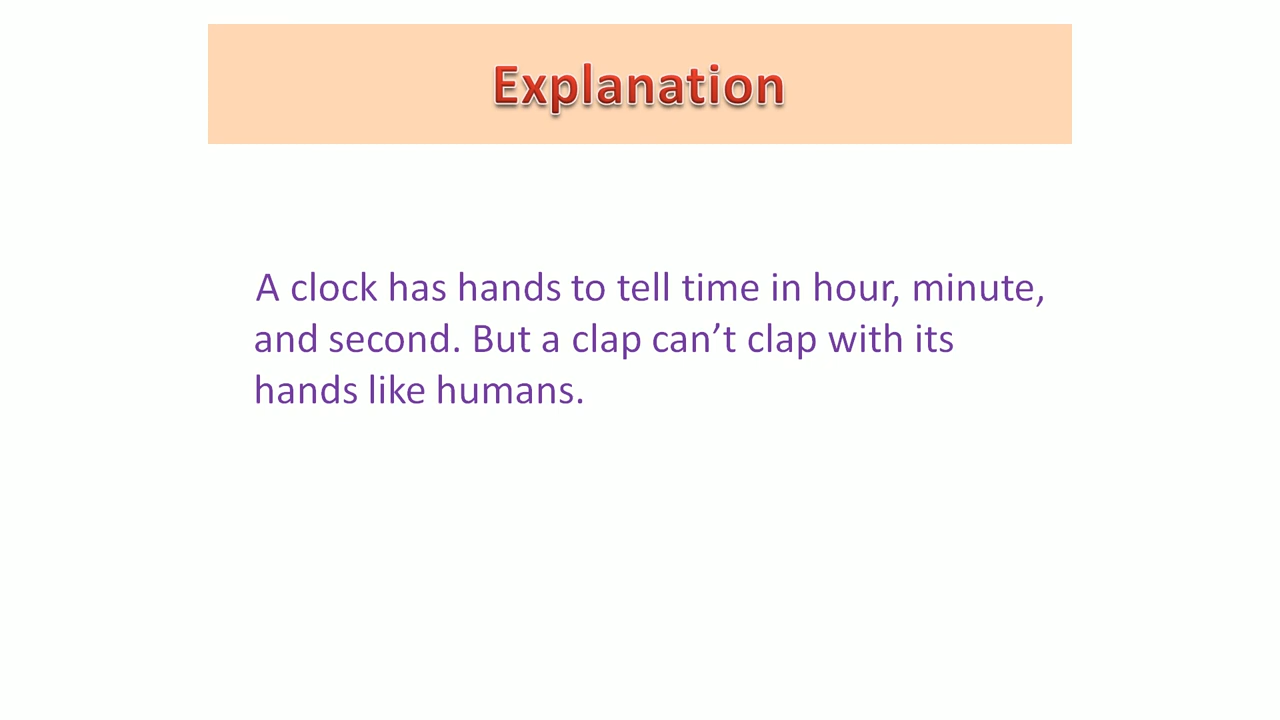 Explanation
A clock has hands to tell time in hour, minute,
and second. But a clap can’t clap with its
hands like humans.